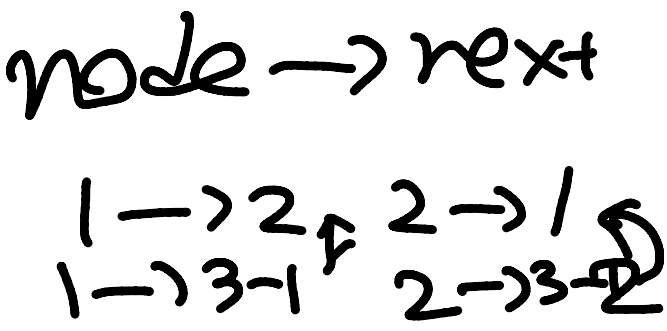 node → next
1 → 2 2 → 1
1 → 3-1 2 → 3-2